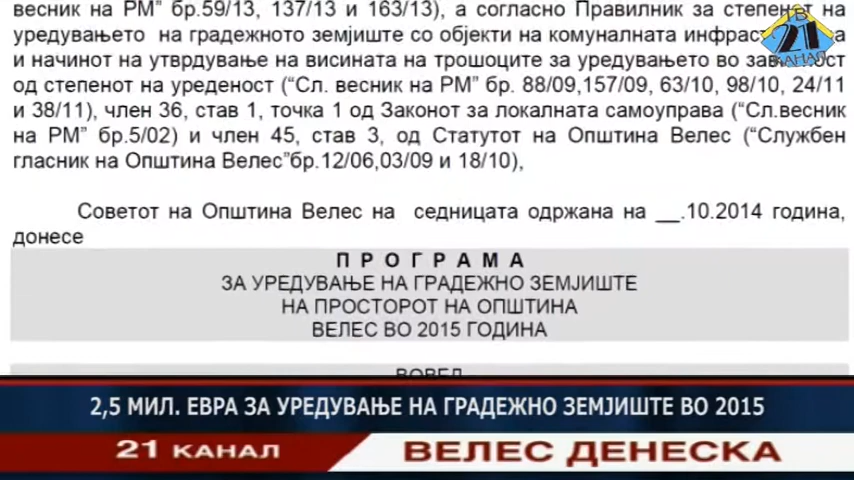 весник на РМ” бр.59/13, 137/13 и 163/13), а согласно Правилник за степенот на
уредувањето на градежното земјиште со објекти на комуналната
и начинот на утврдување на висината на трошоците за уредувањето во
од степенот на уреденост (“Сл. весник на РМ” бр. 88/09,157/09, 63/10, 98/10, 24/11
и 38/11), член 36, став 1, точка 1 од Законот за локалната самоуправа (“Сл.весник
на РМ” бр.5/02) и член 45, став 3, од Статутот на Општина Велес (“Службен
гласник на Општина Велес”бр.12/06,03/09 и 18/10),
Советот на Општина Велес на седницата одржана на __.10.2014 година,
донесе
П Р О Г Р А М А
ЗА УРЕДУВАЊЕ НА ГРАДЕЖНО ЗЕМЈИШТЕ
НА ПРОСТОРОТ НА ОПШТИНА
ВЕЛЕС ВО 2015 ГОДИНА
ВОВЕД
2,5 МИЛ. ЕВРА ЗА УРЕДУВАЊЕ НА ГРАДЕЖНО ЗЕМЈИШТЕ ВО 2015
21 КАНАЛ
ВЕЛЕС ДЕНЕСКА
ТВ
21
КАНАЛ